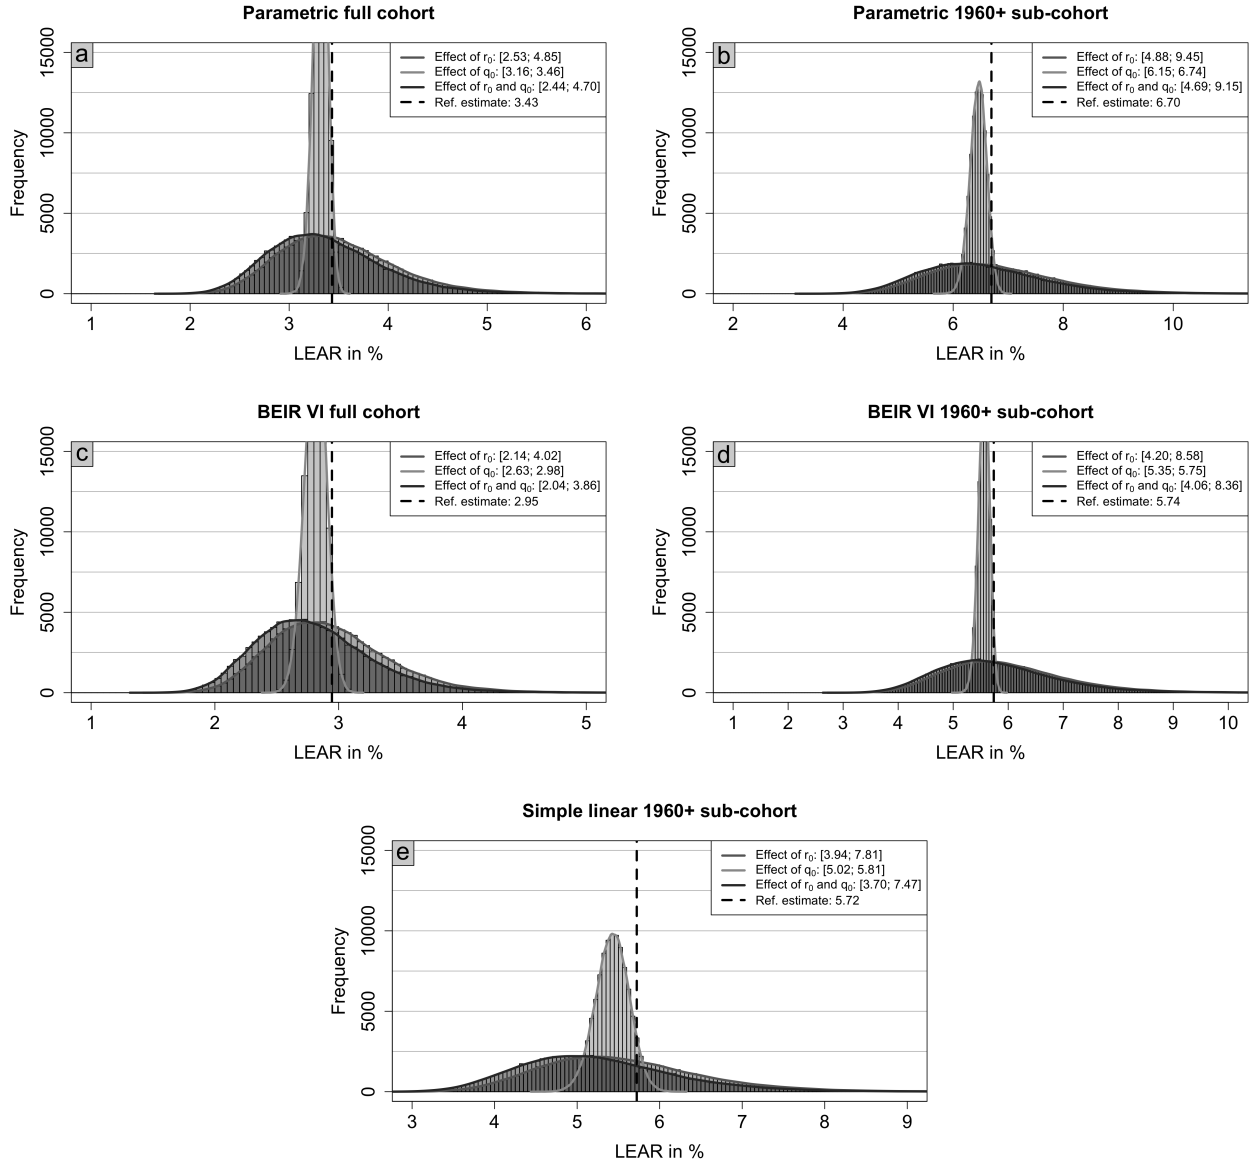 Parametric full cohort
a
Effect of r₀: [2.53; 4.85]
Effect of q₀: [3.16; 3.46]
Effect of r₀ and q₀: [2.44; 4.70]
Ref. estimate: 3.43
Frequency
15000
10000
5000
0
1 2 3 4 5 6
LEAR in %
Parametric 1960+ sub-cohort
b
Effect of r₀: [4.88; 9.45]
Effect of q₀: [6.15; 6.74]
Effect of r₀ and q₀: [4.69; 9.15]
Ref. estimate: 6.70
Frequency
15000
10000
5000
0
2 4 6 8 10
LEAR in %
BEIR VI full cohort
c
Effect of r₀: [2.14; 4.02]
Effect of q₀: [2.63; 2.98]
Effect of r₀ and q₀: [2.04; 3.86]
Ref. estimate: 2.95
Frequency
15000
10000
5000
0
1 2 3 4 5
LEAR in %
BEIR VI 1960+ sub-cohort
d
Effect of r₀: [4.20; 8.58]
Effect of q₀: [5.35; 5.75]
Effect of r₀ and q₀: [4.06; 8.36]
Ref. estimate: 5.74
Frequency
15000
10000
5000
0
1 2 3 4 5 6 7 8 9 10
LEAR in %
Simple linear 1960+ sub-cohort
e
Effect of r₀: [3.94; 7.81]
Effect of q₀: [5.02; 5.81]
Effect of r₀ and q₀: [3.70; 7.47]
Ref. estimate: 5.72
Frequency
15000
10000
5000
0
3 4 5 6 7 8 9
LEAR in %